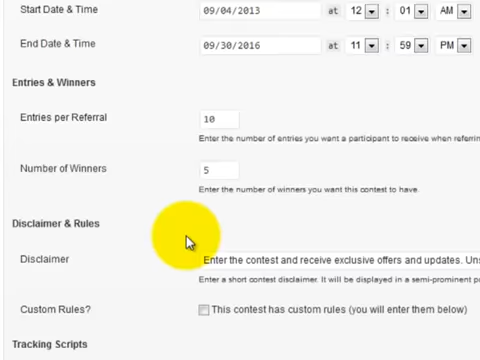 Start Date & Time 09/04/2013 at 12 : 01 AM
End Date & Time 09/30/2016 at 11 : 59 PM
Entries & Winners
Entries per Referral 10
Enter the number of entries you want a participant to receive when
Number of Winners 5
Enter the number of winners you want this contest to have.
Disclaimer & Rules
Disclaimer Enter the contest and receive exclusive offers and updates.
Enter a short contest disclaimer. It will be displayed in a semi-prominent
Custom Rules? This contest has custom rules (you will enter them below)
Tracking Scripts